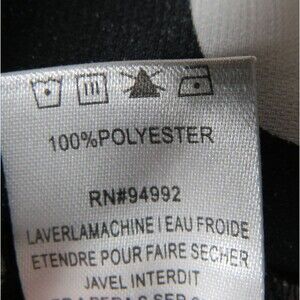 100%POLYESTER
RN#94992
LAVERLAMACHINE I EAU FROIDE
ETENDRE POUR FAIRE SECHER
JAVEL INTERDIT